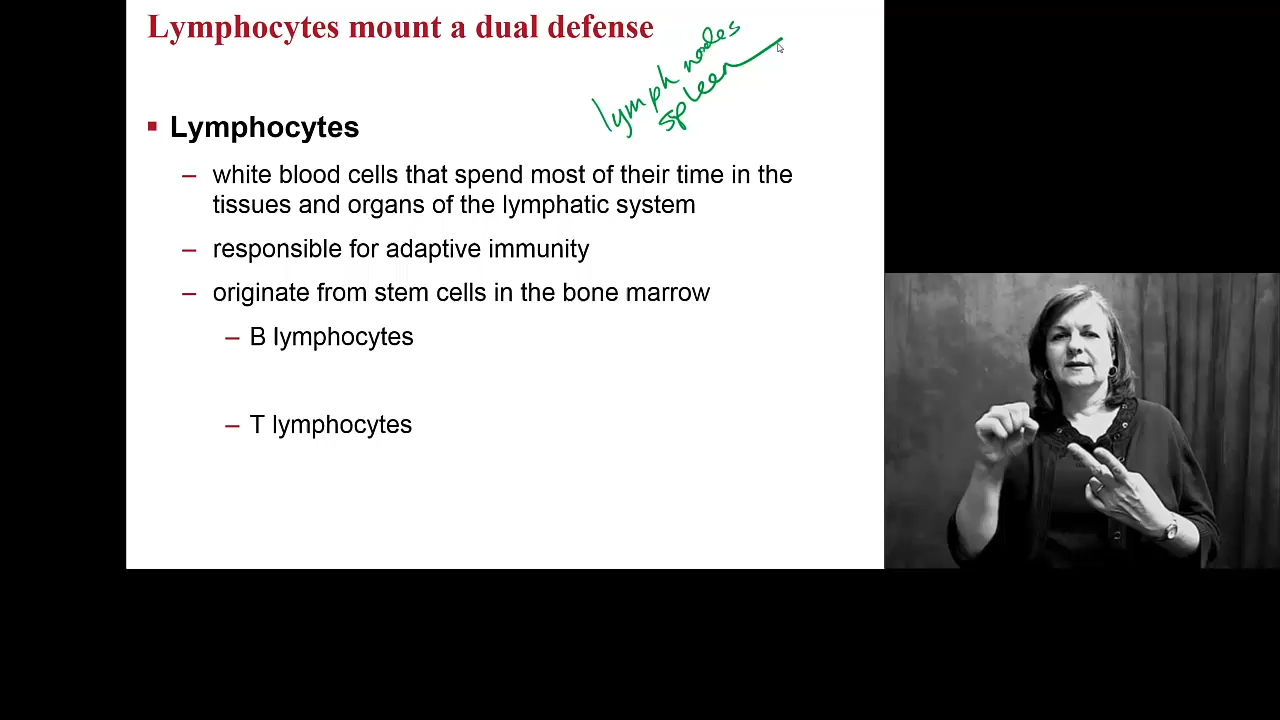 Lymphocytes mount a dual defense
lymph nodes
spleen
▪ Lymphocytes
– white blood cells that spend most of their time in the
tissues and organs of the lymphatic system
– responsible for adaptive immunity
– originate from stem cells in the bone marrow
– B lymphocytes
– T lymphocytes